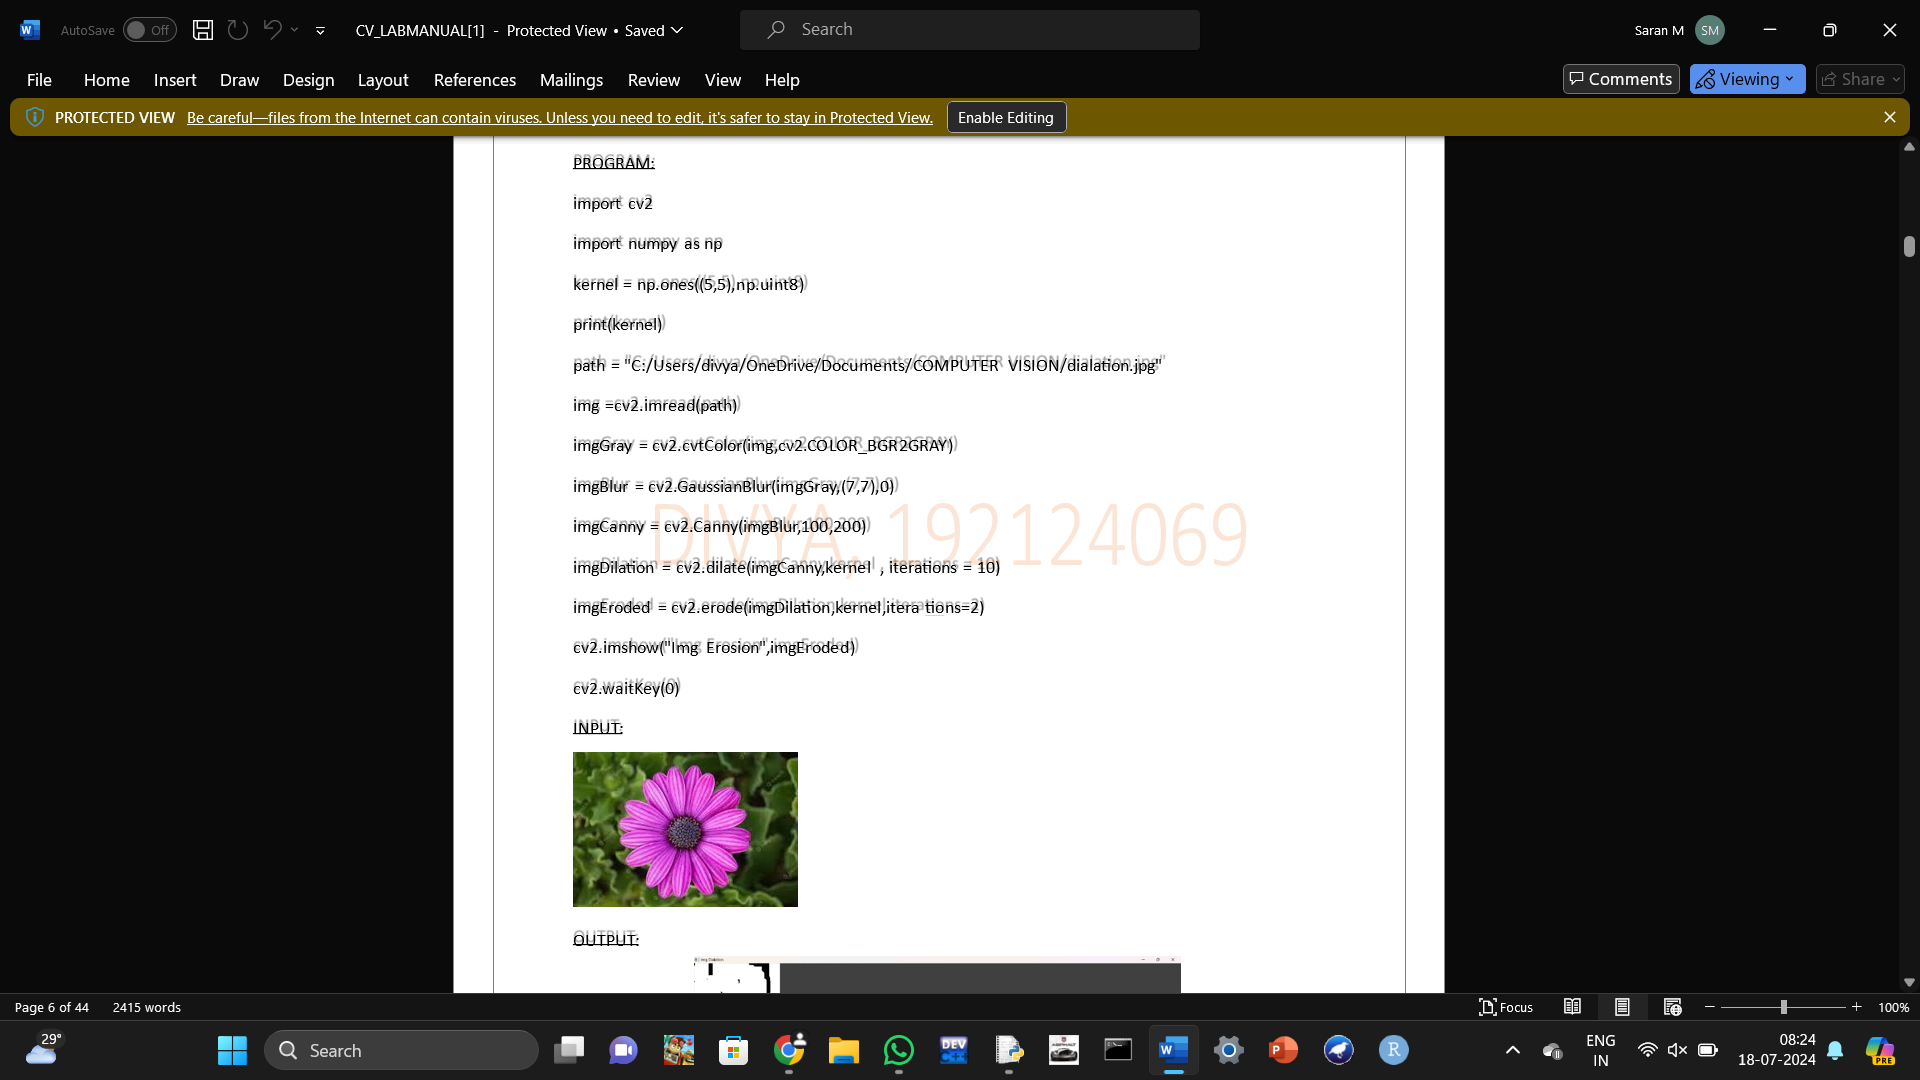 AutoSave Off CV_LABMANUAL[1] - Protected View • Saved Search Saran M SM
File Home Insert Draw Design Layout References Mailings Review View Help Comments Viewing Share
PROTECTED VIEW Be careful—files from the Internet can contain viruses. Unless you need to edit, it's safer to stay in Protected View. Enable Editing
PROGRAM:
import cv2
import numpy as np
kernel = np.ones((5,5),np.uint8)
print(kernel)
path = "C:/Users/divya/OneDrive/Documents/COMPUTER VISION/dialation.jpg"
img =cv2.imread(path)
imgGray = cv2.cvtColor(img,cv2.COLOR_BGR2GRAY)
imgBlur = cv2.GaussianBlur(imgGray,(7,7),0)
imgCanny = cv2.Canny(imgBlur,100,200)
DIVYA, 192124069
imgDilation = cv2.dilate(imgCanny,kernel , iterations = 10)
imgEroded = cv2.erode(imgDilation,kernel,itera tions=2)
cv2.imshow("Img Erosion",imgEroded)
cv2.waitKey(0)
INPUT:
OUTPUT:
Img Dialation
Page 6 of 44 2415 words Focus 100%
29° Search DEV C++ W P R ENG IN 08:24 18-07-2024 PRE